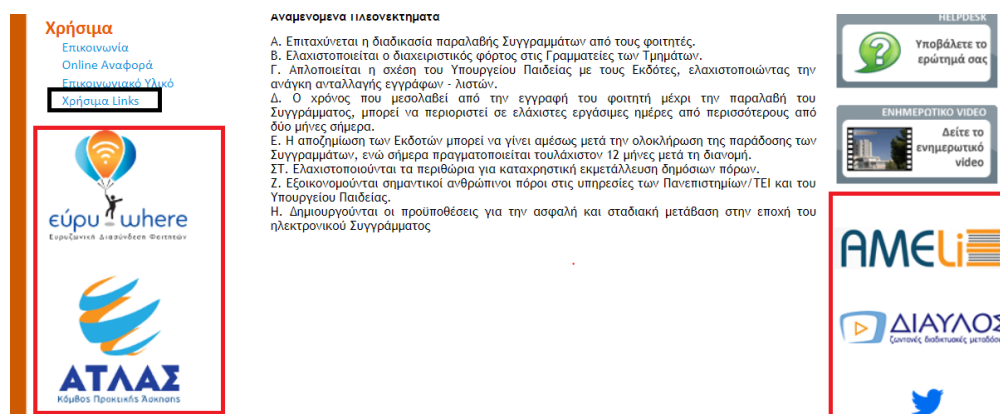 Χρήσιμα
Επικοινωνία
Online Αναφορά
Επικοινωνιακό Υλικό
Χρήσιμα Links
εύρυ where
Ευρυζωνική Διασύνδεση Φοιτητών
ΑΤΛΑΣ
Κόμβος Πρακτικής Άσκησης
Αναμενόμενα Πλεονεκτήματα
Α. Επιταχύνεται η διαδικασία παραλαβής Συγγραμμάτων από τους φοιτητές.
Β. Ελαχιστοποιείται ο διαχειριστικός φόρτος στις Γραμματείες των Τμημάτων.
Γ. Απλοποιείται η σχέση του Υπουργείου Παιδείας με τους Εκδότες, ελαχιστοποιώντας την
ανάγκη ανταλλαγής εγγράφων - λιστών.
Δ. Ο χρόνος που μεσολαβεί από την εγγραφή του φοιτητή μέχρι την παραλαβή του
Συγγράμματος, μπορεί να περιοριστεί σε ελάχιστες εργάσιμες ημέρες από περισσότερους από
δύο μήνες σήμερα.
Ε. Η αποζημίωση των Εκδοτών μπορεί να γίνει αμέσως μετά την ολοκλήρωση της παράδοσης των
Συγγραμμάτων, ενώ σήμερα πραγματοποιείται τουλάχιστον 12 μήνες μετά τη διανομή.
ΣΤ. Ελαχιστοποιούνται τα περιθώρια για καταχρηστική εκμετάλλευση δημόσιων πόρων.
Ζ. Εξοικονομούνται σημαντικοί ανθρώπινοι πόροι στις υπηρεσίες των Πανεπιστημίων/ΤΕΙ και του
Υπουργείου Παιδείας.
Η. Δημιουργούνται οι προϋποθέσεις για την ασφαλή και σταδιακή μετάβαση στην εποχή του
ηλεκτρονικού Συγγράμματος
HELPDESK
Υποβάλετε το
ερώτημά σας
ΕΝΗΜΕΡΩΤΙΚΟ VIDEO
Δείτε το
ενημερωτικό
video
AMELi
ΔΙΑΥΛΟΣ
ζωντανές διαδικτυακές μεταδόσε